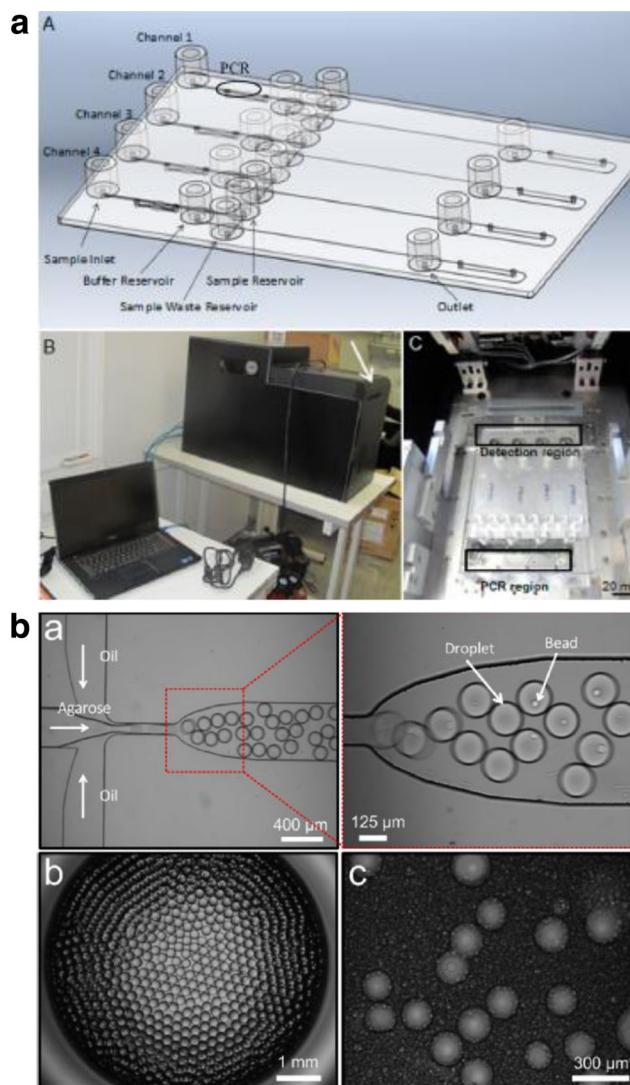 a
A
Channel 1
Channel 2
PCR
Channel 3
Channel 4
Sample Inlet
Buffer Reservoir
Sample Reservoir
Sample Waste Reservoir
Outlet
B
C
Detection region
PCR region
20 m
b
a
Oil
Agarose
Oil
400 µm
Droplet
Bead
125 µm
b
1 mm
c
300 µm